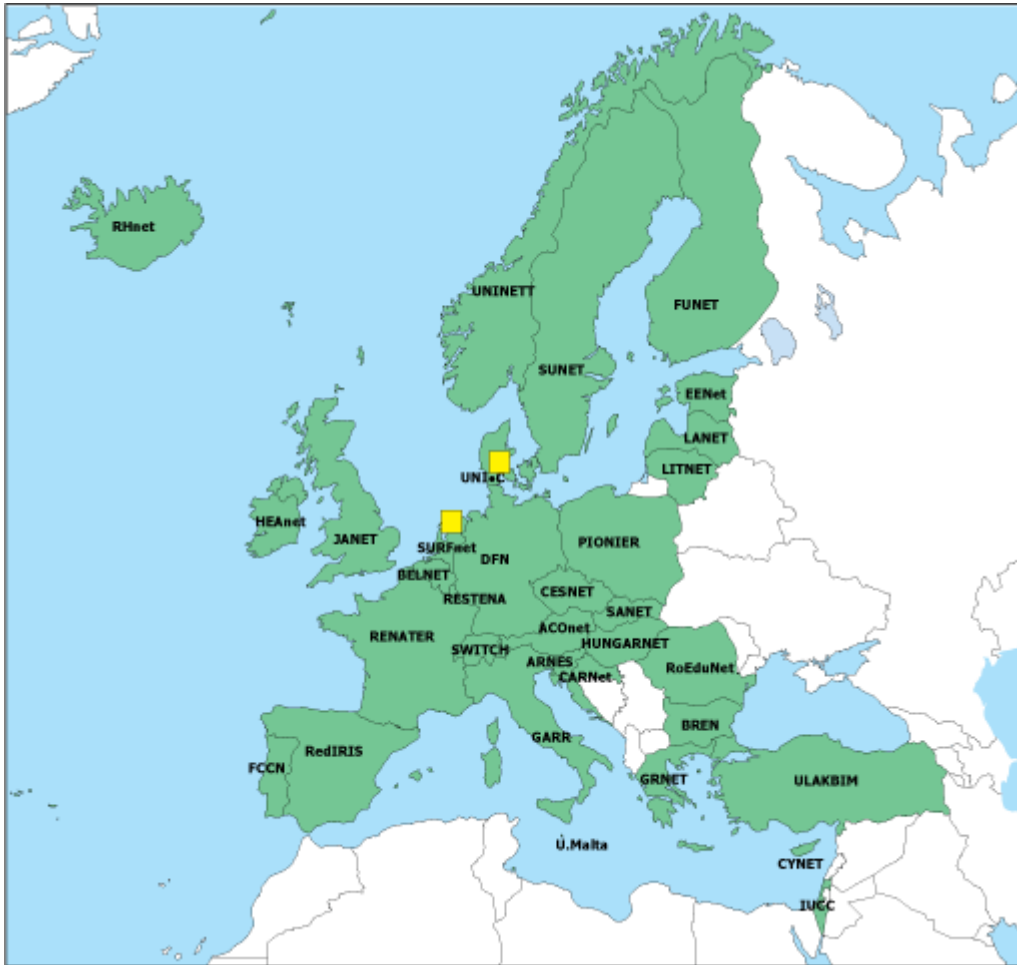 RHnet
UNINETT
FUNET
SUNET
EENet
LANET
LITNET
UNI•C
HEAnet
JANET
SURFnet
PIONIER
DFN
BELNET
CESNET
RESTENA
SANET
ACOnet
RENATER
HUNGARNET
SWITCH
ARNES
RoEduNet
CARNet
BREN
GARR
RedIRIS
FCCN
GRNET
ULAKBIM
Ú.Malta
CYNET
IUCC